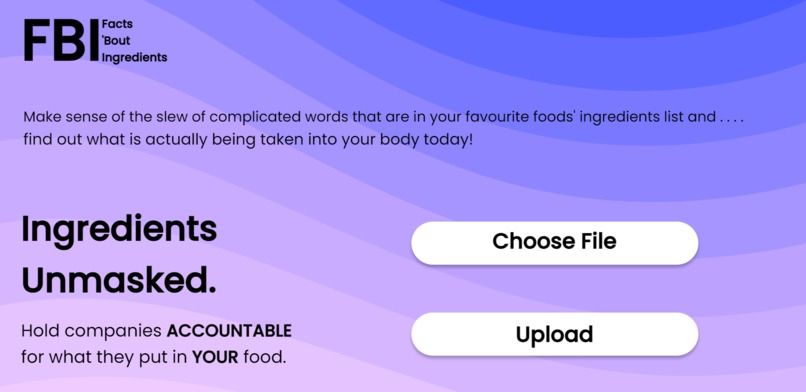 FBI
Facts
'Bout
Ingredients
Make sense of the slew of complicated words that are in your favourite foods' ingredients list and . . . .
find out what is actually being taken into your body today!
Ingredients
Unmasked.
Choose File
Hold companies ACCOUNTABLE
for what they put in YOUR food.
Upload